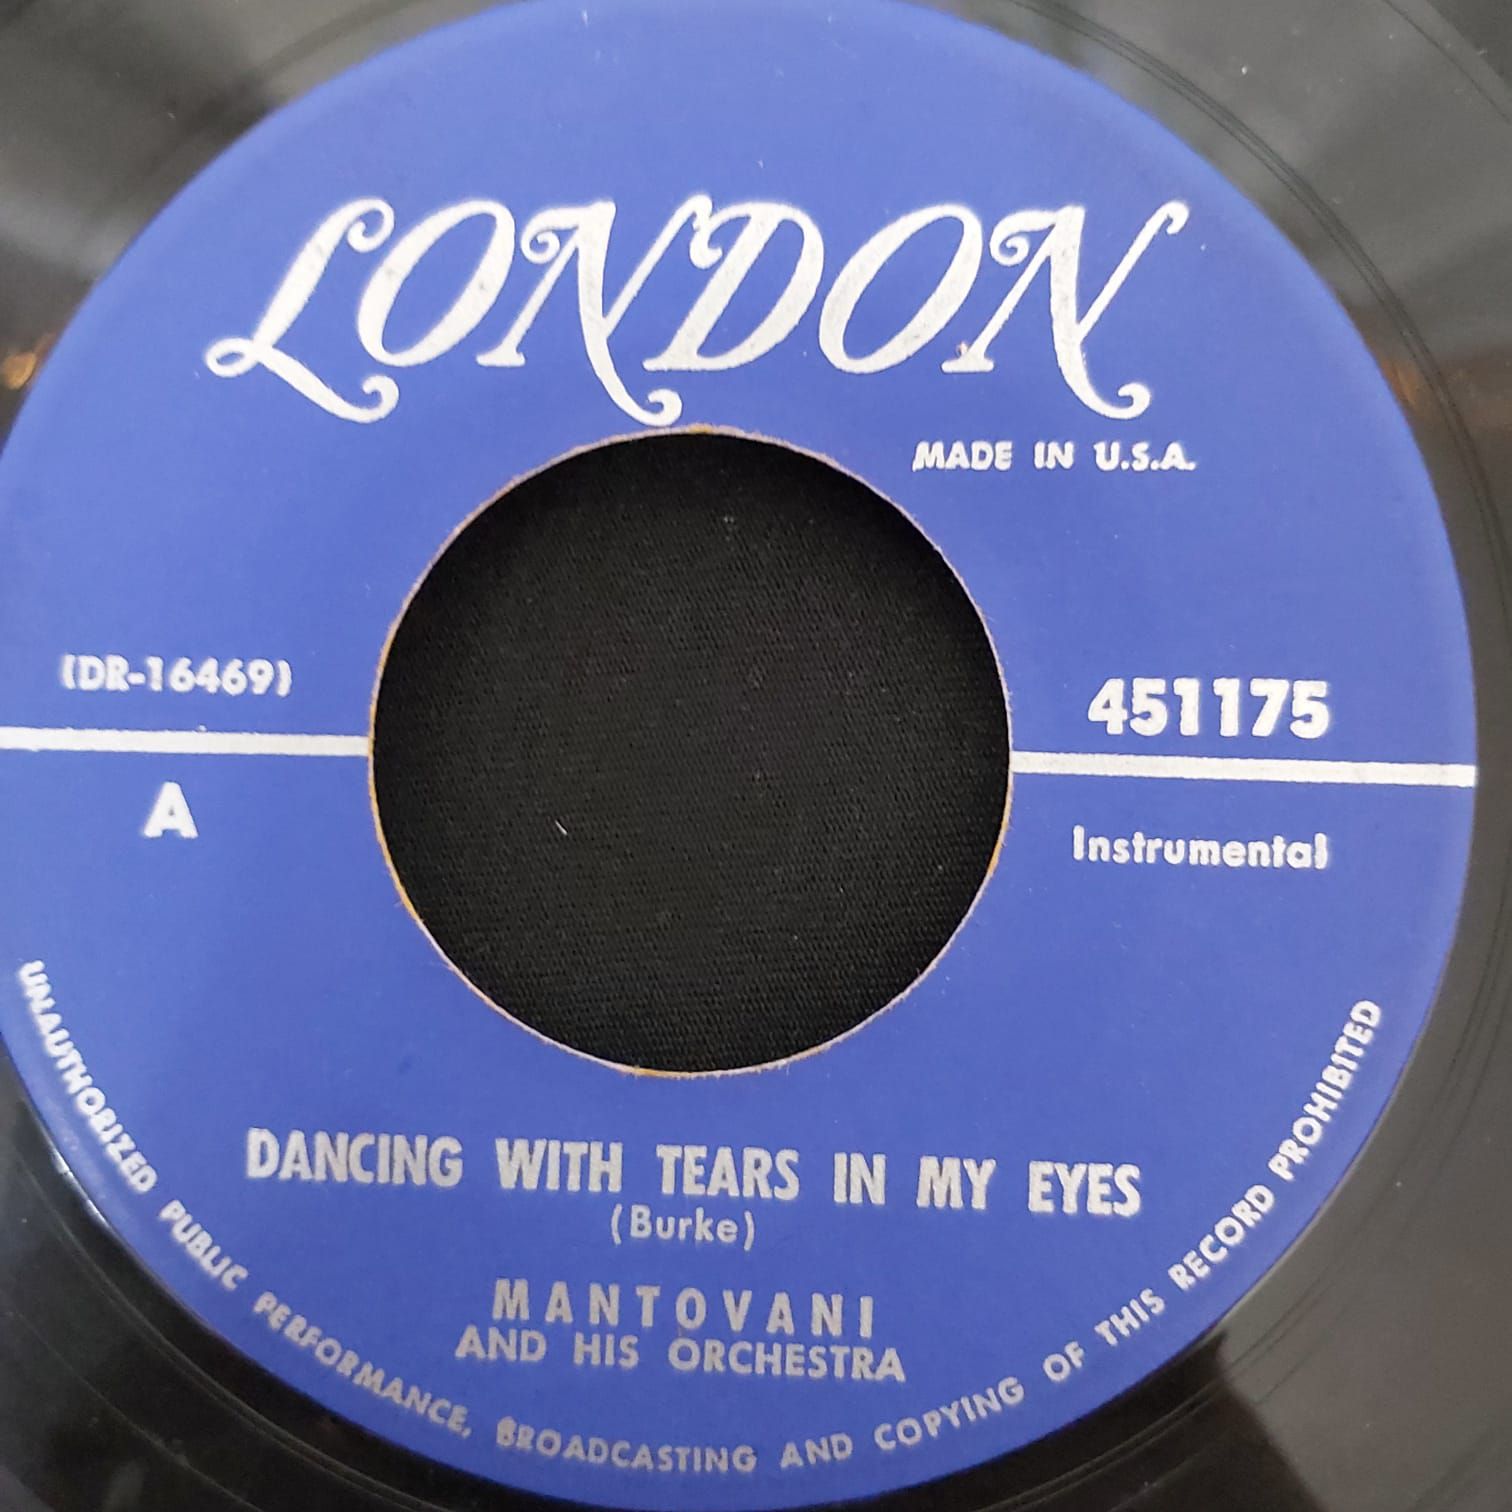 LONDON
MADE IN U.S.A.
(DR-16469)
451175
A
Instrumental
DANCING WITH TEARS IN MY EYES
(Burke)
MANTOVANI
AND HIS ORCHESTRA
UNAUTHORIZED PUBLIC PERFORMANCE, BROADCASTING AND COPYING OF THIS RECORD PROHIBITED